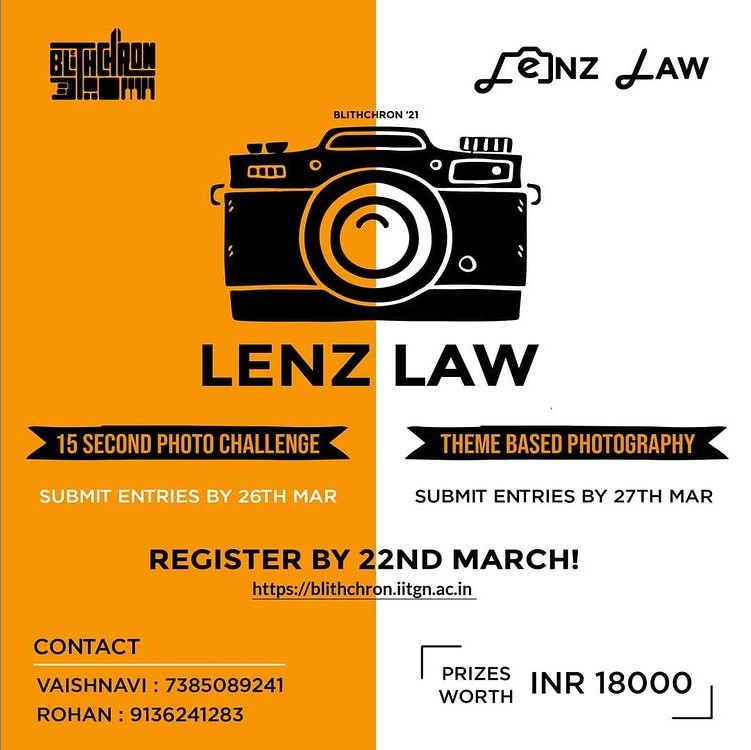 BLITHCHRON
LeNZ LAW
BLITHCHRON '21
LENZ LAW
15 SECOND PHOTO CHALLENGE
SUBMIT ENTRIES BY 26TH MAR
THEME BASED PHOTOGRAPHY
SUBMIT ENTRIES BY 27TH MAR
REGISTER BY 22ND MARCH!
https://blithchron.iitgn.ac.in
CONTACT
VAISHNAVI : 7385089241
ROHAN : 9136241283
PRIZES
WORTH
INR 18000